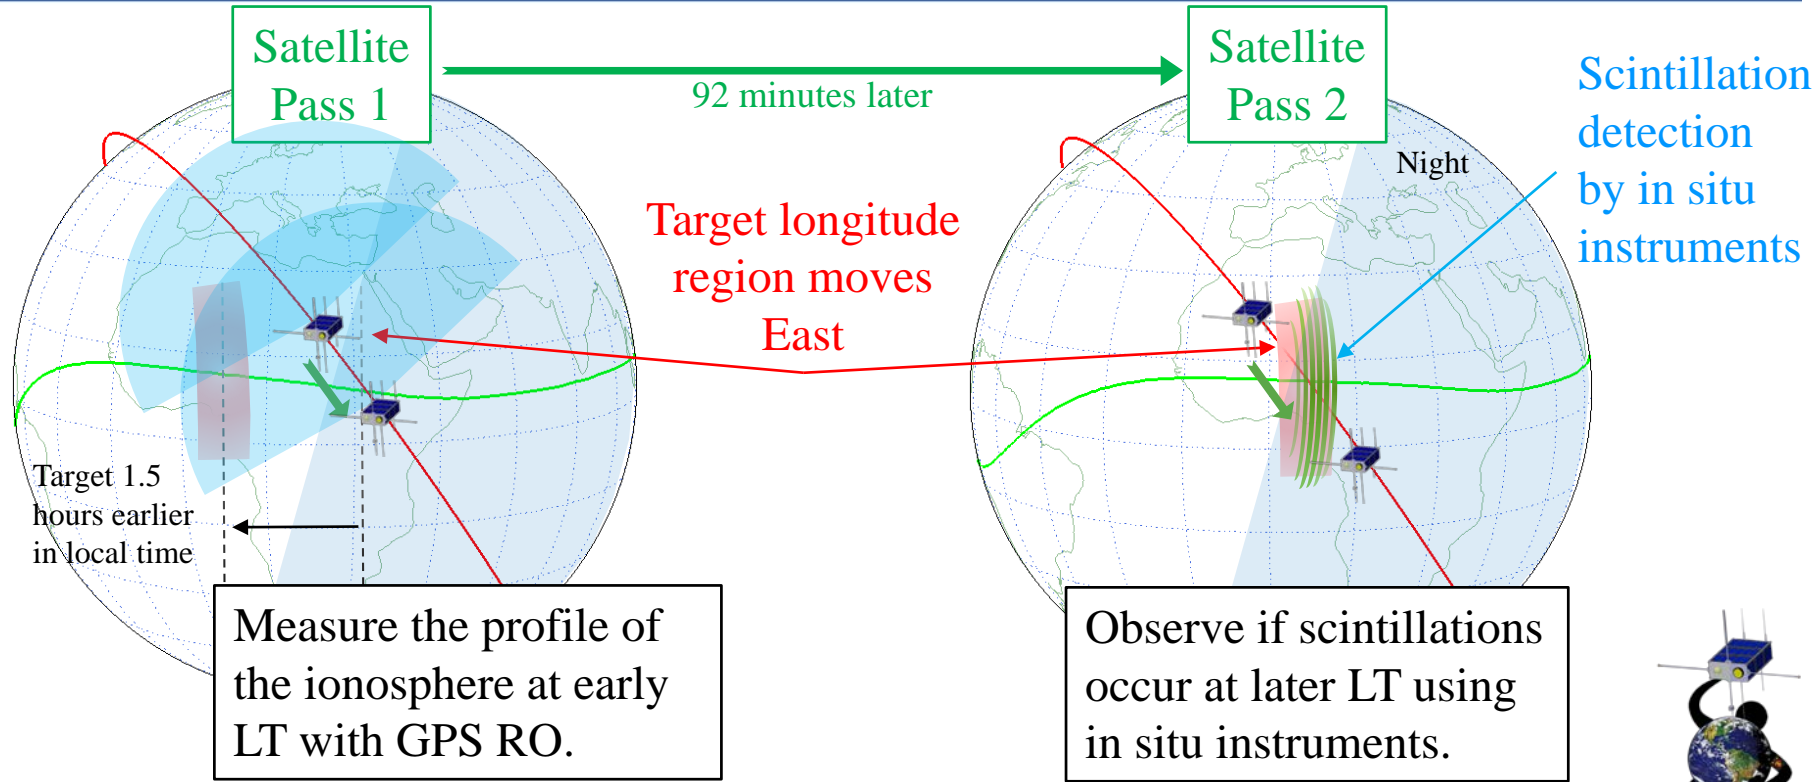 Satellite
Pass 1
92 minutes later
Satellite
Pass 2
Scintillation
detection
by in situ
instruments
Night
Target longitude
region moves
East
Target 1.5
hours earlier
in local time
Measure the profile of
the ionosphere at early
LT with GPS RO.
Observe if scintillations
occur at later LT using
in situ instruments.